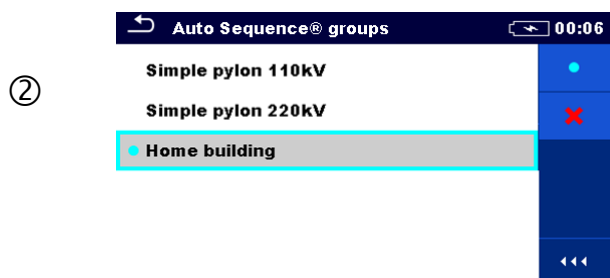 Auto Sequence® groups 00:06
②
Simple pylon 110kV
Simple pylon 220kV
Home building